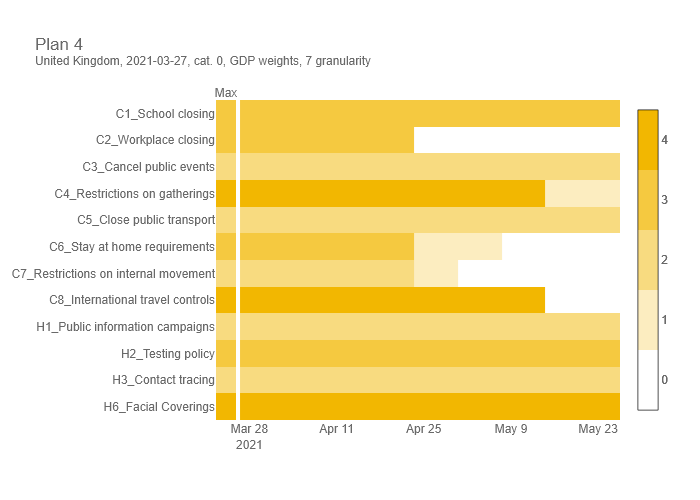 Plan 4
United Kingdom, 2021-03-27, cat. 0, GDP weights, 7 granularity
Max
C1_School closing
C2_Workplace closing
C3_Cancel public events
C4_Restrictions on gatherings
C5_Close public transport
C6_Stay at home requirements
C7_Restrictions on internal movement
C8_International travel controls
H1_Public information campaigns
H2_Testing policy
H3_Contact tracing
H6_Facial Coverings
Mar 28 Apr 11 Apr 25 May 9 May 23
2021
4
3
2
1
0